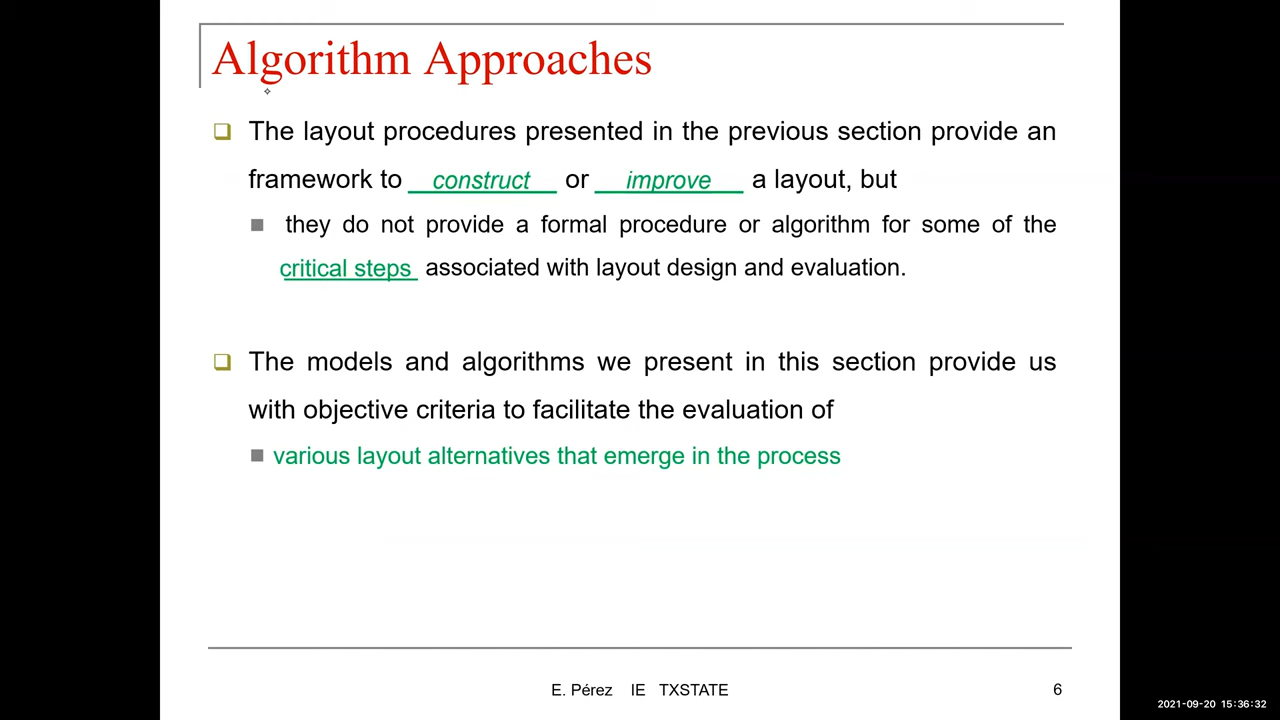 Algorithm Approaches
The layout procedures presented in the previous section provide an
framework to construct or improve a layout, but
they do not provide a formal procedure or algorithm for some of the
critical steps associated with layout design and evaluation.
The models and algorithms we present in this section provide us
with objective criteria to facilitate the evaluation of
various layout alternatives that emerge in the process
E. Pérez IE TXSTATE
6
2021-09-20 15:36:32